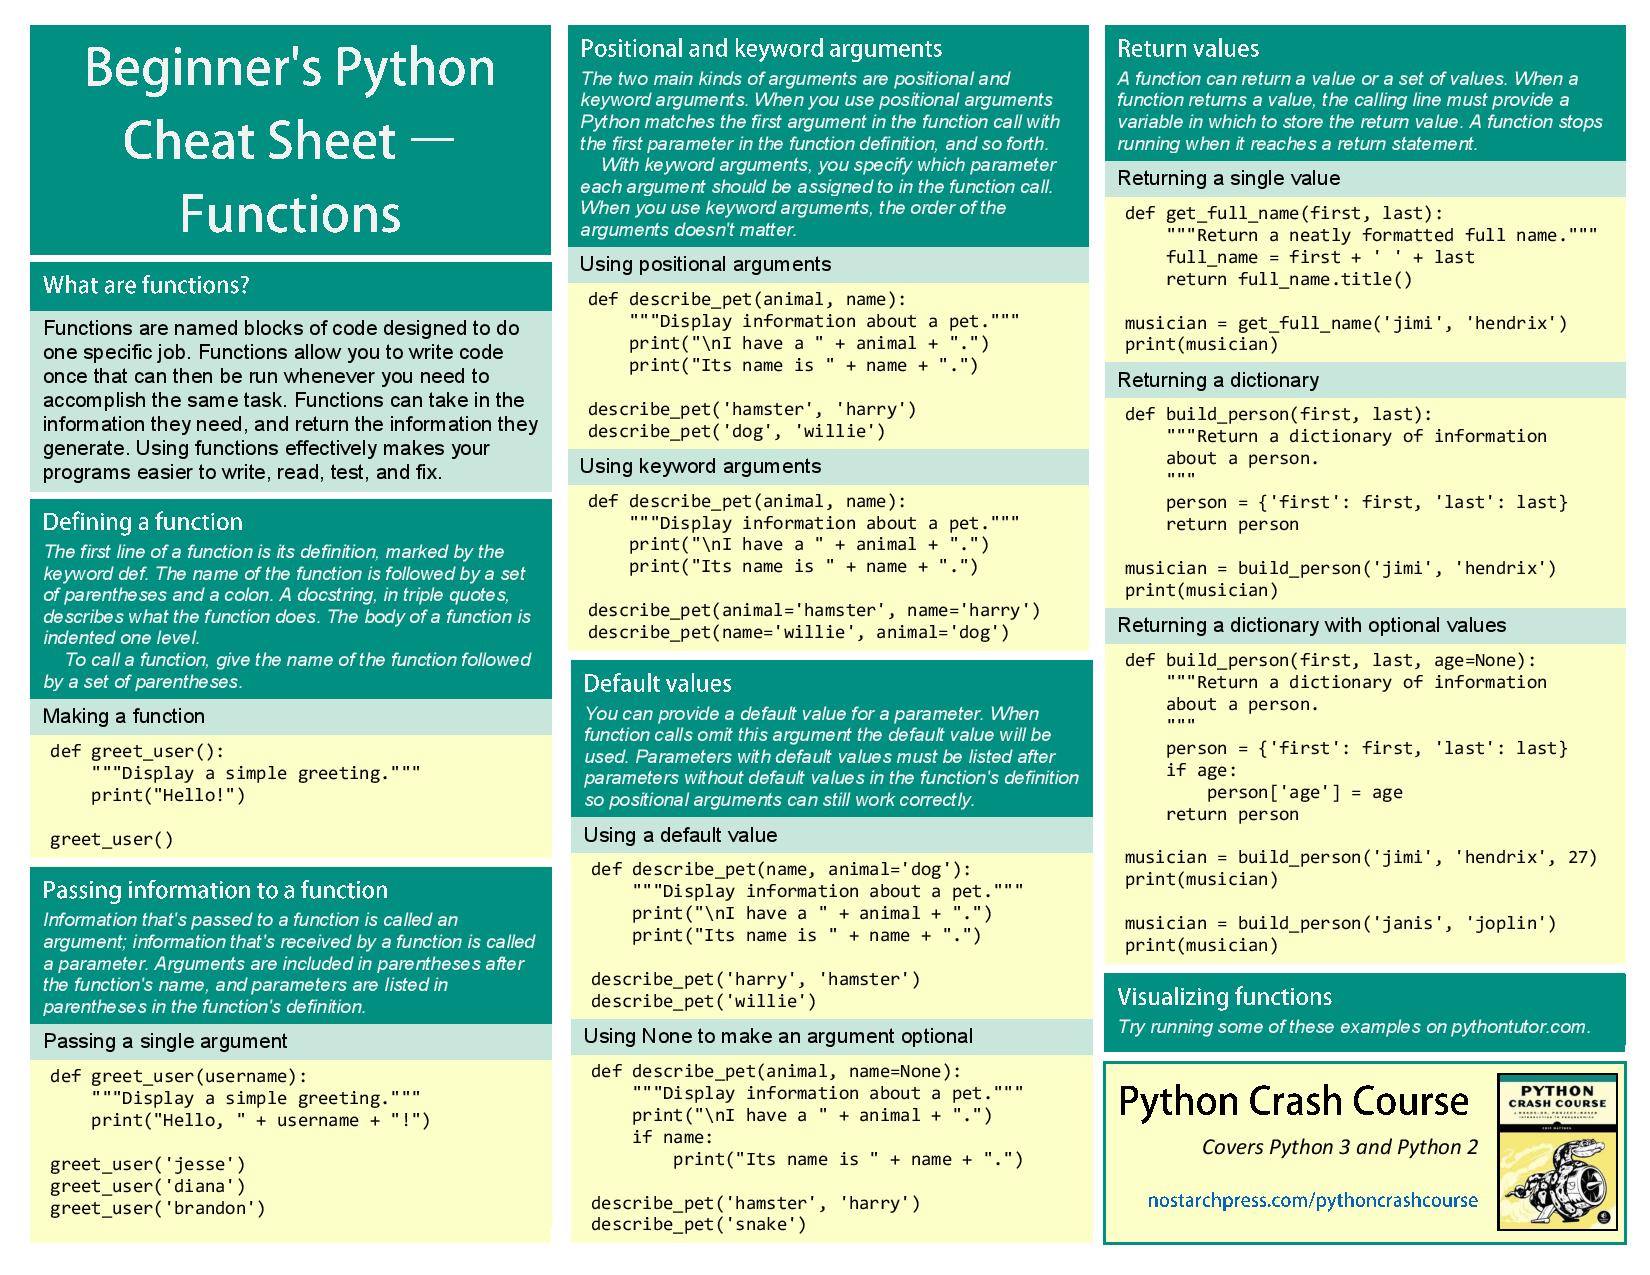 Beginner's Python
Cheat Sheet —
Functions
What are functions?
Functions are named blocks of code designed to do
one specific job. Functions allow you to write code
once that can then be run whenever you need to
accomplish the same task. Functions can take in the
information they need, and return the information they
generate. Using functions effectively makes your
programs easier to write, read, test, and fix.
Defining a function
The first line of a function is its definition, marked by the
keyword def. The name of the function is followed by a set
of parentheses and a colon. A docstring, in triple quotes,
describes what the function does. The body of a function is
indented one level.
    To call a function, give the name of the function followed
by a set of parentheses.
Making a function
def greet_user():
    """Display a simple greeting."""
    print("Hello!")

greet_user()
Passing information to a function
Information that's passed to a function is called an
argument; information that's received by a function is called
a parameter. Arguments are included in parentheses after
the function's name, and parameters are listed in
parentheses in the function's definition.
Passing a single argument
def greet_user(username):
    """Display a simple greeting."""
    print("Hello, " + username + "!")

greet_user('jesse')
greet_user('diana')
greet_user('brandon')
Positional and keyword arguments
The two main kinds of arguments are positional and
keyword arguments. When you use positional arguments
Python matches the first argument in the function call with
the first parameter in the function definition, and so forth.
    With keyword arguments, you specify which parameter
each argument should be assigned to in the function call.
When you use keyword arguments, the order of the
arguments doesn't matter.
Using positional arguments
def describe_pet(animal, name):
    """Display information about a pet."""
    print("\nI have a " + animal + ".")
    print("Its name is " + name + ".")

describe_pet('hamster', 'harry')
describe_pet('dog', 'willie')
Using keyword arguments
def describe_pet(animal, name):
    """Display information about a pet."""
    print("\nI have a " + animal + ".")
    print("Its name is " + name + ".")

describe_pet(animal='hamster', name='harry')
describe_pet(name='willie', animal='dog')
Default values
You can provide a default value for a parameter. When
function calls omit this argument the default value will be
used. Parameters with default values must be listed after
parameters without default values in the function's definition
so positional arguments can still work correctly.
Using a default value
def describe_pet(name, animal='dog'):
    """Display information about a pet."""
    print("\nI have a " + animal + ".")
    print("Its name is " + name + ".")

describe_pet('harry', 'hamster')
describe_pet('willie')
Using None to make an argument optional
def describe_pet(animal, name=None):
    """Display information about a pet."""
    print("\nI have a " + animal + ".")
    if name:
        print("Its name is " + name + ".")

describe_pet('hamster', 'harry')
describe_pet('snake')
Return values
A function can return a value or a set of values. When a
function returns a value, the calling line must provide a
variable in which to store the return value. A function stops
running when it reaches a return statement.
Returning a single value
def get_full_name(first, last):
    """Return a neatly formatted full name."""
    full_name = first + ' ' + last
    return full_name.title()

musician = get_full_name('jimi', 'hendrix')
print(musician)
Returning a dictionary
def build_person(first, last):
    """Return a dictionary of information
    about a person.
    """
    person = {'first': first, 'last': last}
    return person

musician = build_person('jimi', 'hendrix')
print(musician)
Returning a dictionary with optional values
def build_person(first, last, age=None):
    """Return a dictionary of information
    about a person.
    """
    person = {'first': first, 'last': last}
    if age:
        person['age'] = age
    return person

musician = build_person('jimi', 'hendrix', 27)
print(musician)

musician = build_person('janis', 'joplin')
print(musician)
Visualizing functions
Try running some of these examples on pythontutor.com.
Python Crash Course
Covers Python 3 and Python 2
nostarchpress.com/pythoncrashcourse
PYTHON
CRASH COURSE